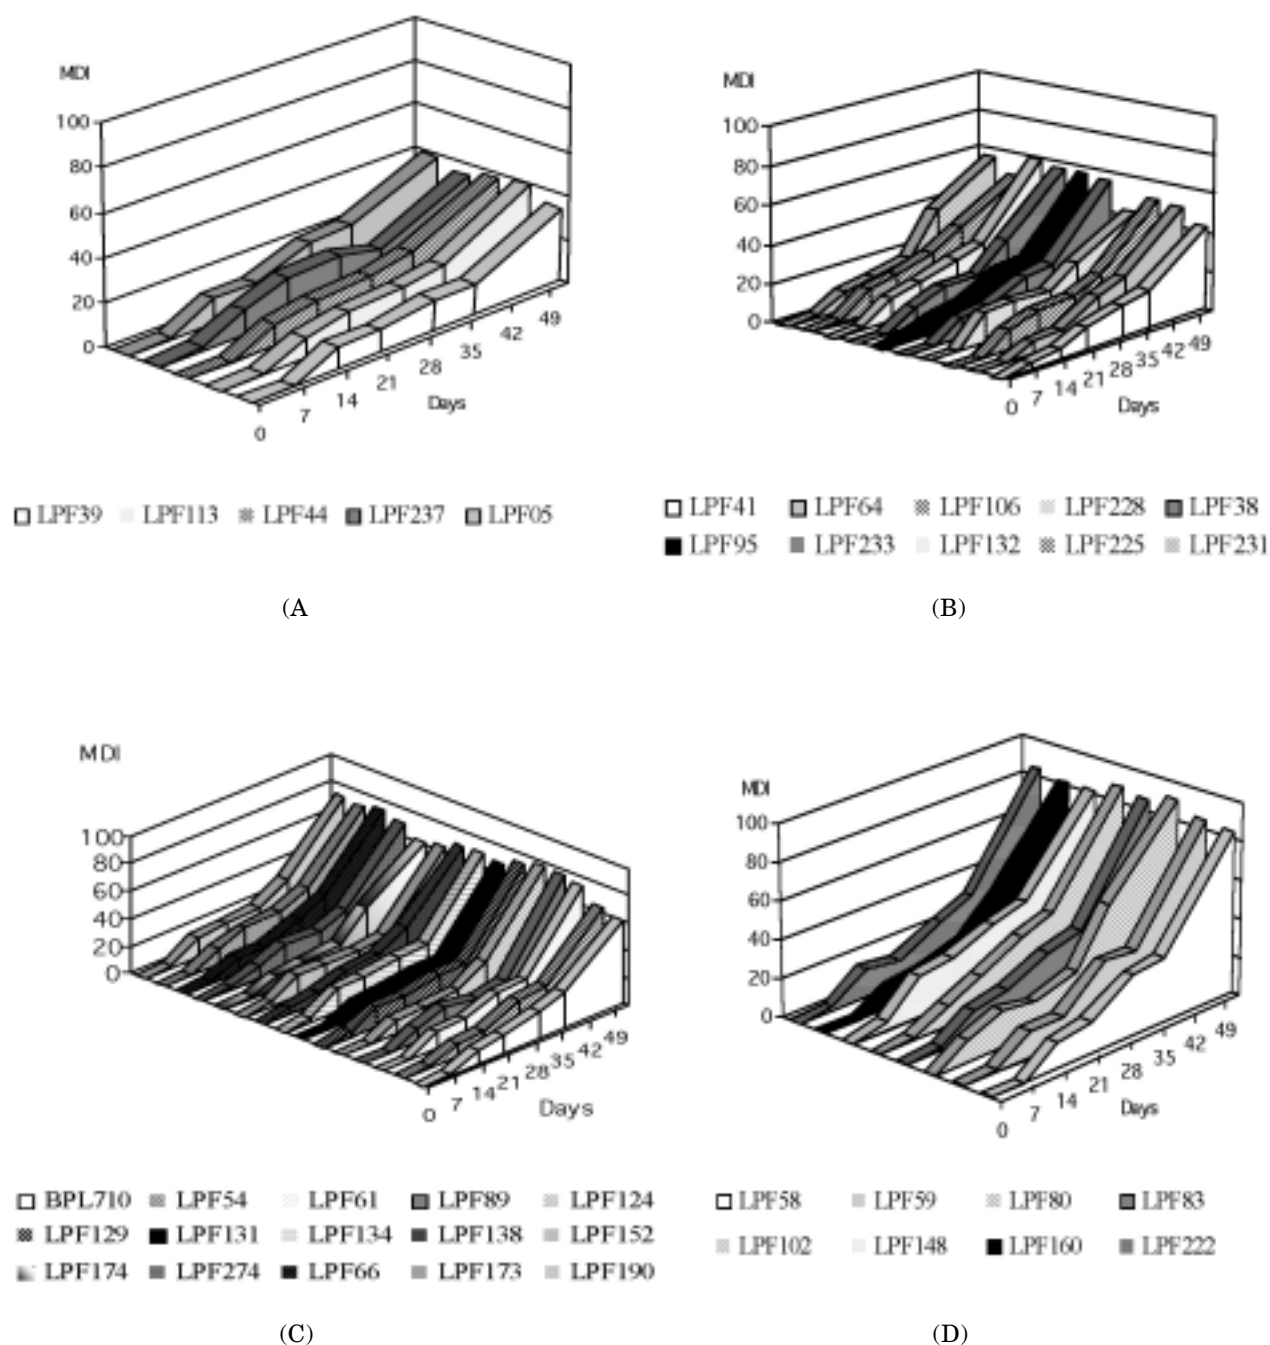 MDI
100
80
60
40
20
0
0 7 14 21 28 35 42 49
Days
LPF39 LPF113 LPF44 LPF237 LPF05
(A
MDI
100
80
60
40
20
0
0 7 14 21 28 35 42 49
Days
LPF41 LPF64 LPF106 LPF228 LPF38
LPF95 LPF233 LPF132 LPF225 LPF231
(B)
MDI
100
80
60
40
20
0
0 7 14 21 28 35 42 49
Days
BPL710 LPF54 LPF61 LPF89 LPF124
LPF129 LPF131 LPF134 LPF138 LPF152
LPF174 LPF274 LPF66 LPF173 LPF190
(C)
MDI
100
80
60
40
20
0
0 7 14 21 28 35 42 49
Days
LPF58 LPF59 LPF80 LPF83
LPF102 LPF148 LPF160 LPF222
(D)